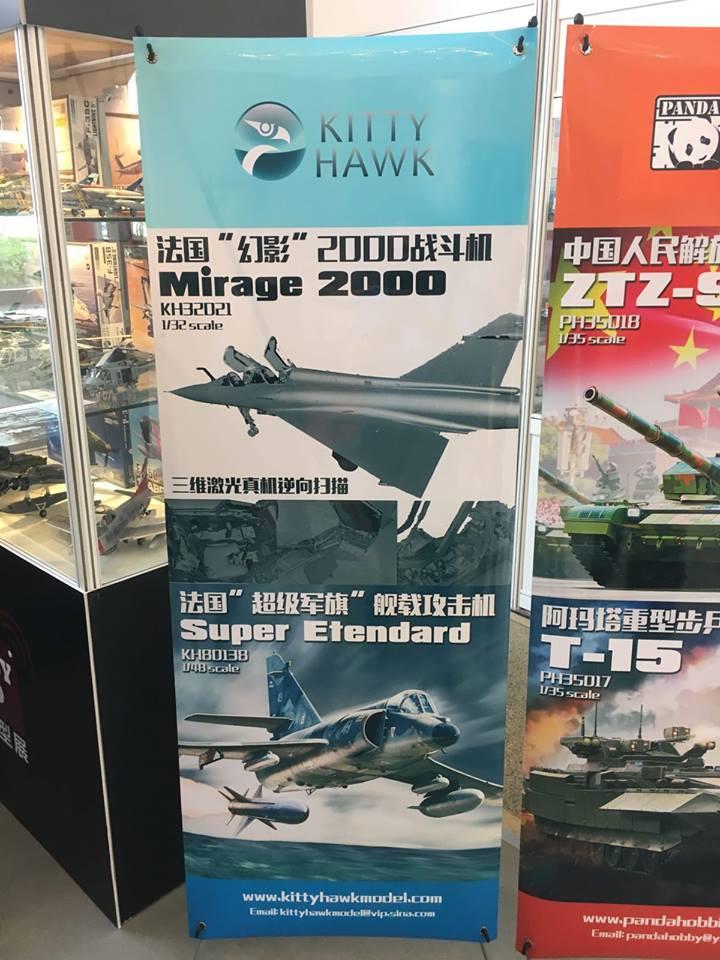 KITTY
HAWK
法国“幻影”2000战斗机
Mirage 2000
KH32021
1/32 scale
三维激光真机逆向扫描
法国“超级军旗”舰载攻击机
Super Etendard
KH80138
1/48 scale
www.kittyhawkmodel.com
Email: kittyhawkmodel@vip.sina.com
PANDA
中国人民解放
ZTZ-9
PH35018
1/35 scale
阿玛塔重型步兵
T-15
PH35017
1/35 scale
www.pandahobb
Email: pandahobby@y
F-35C
F-35B
型展